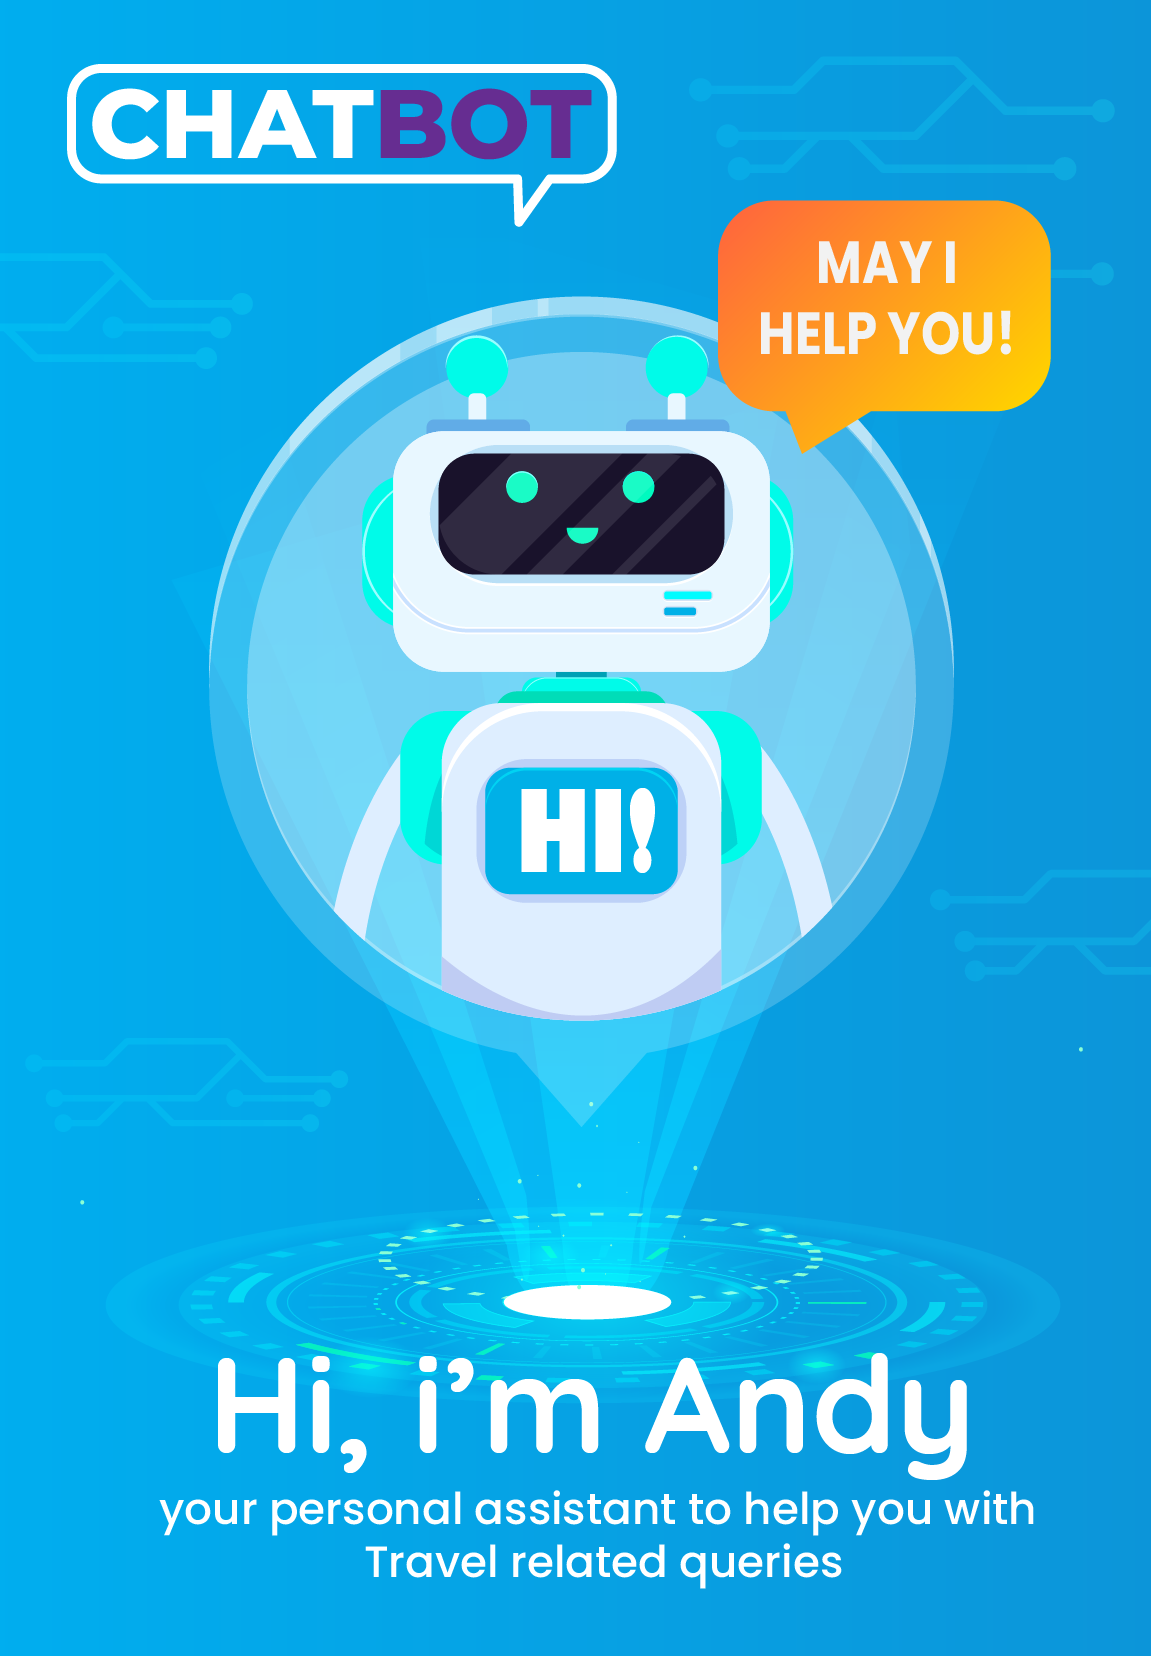 CHATBOT
MAY I
HELP YOU!
HI!
Hi, i’m Andy
your personal assistant to help you with
Travel related queries